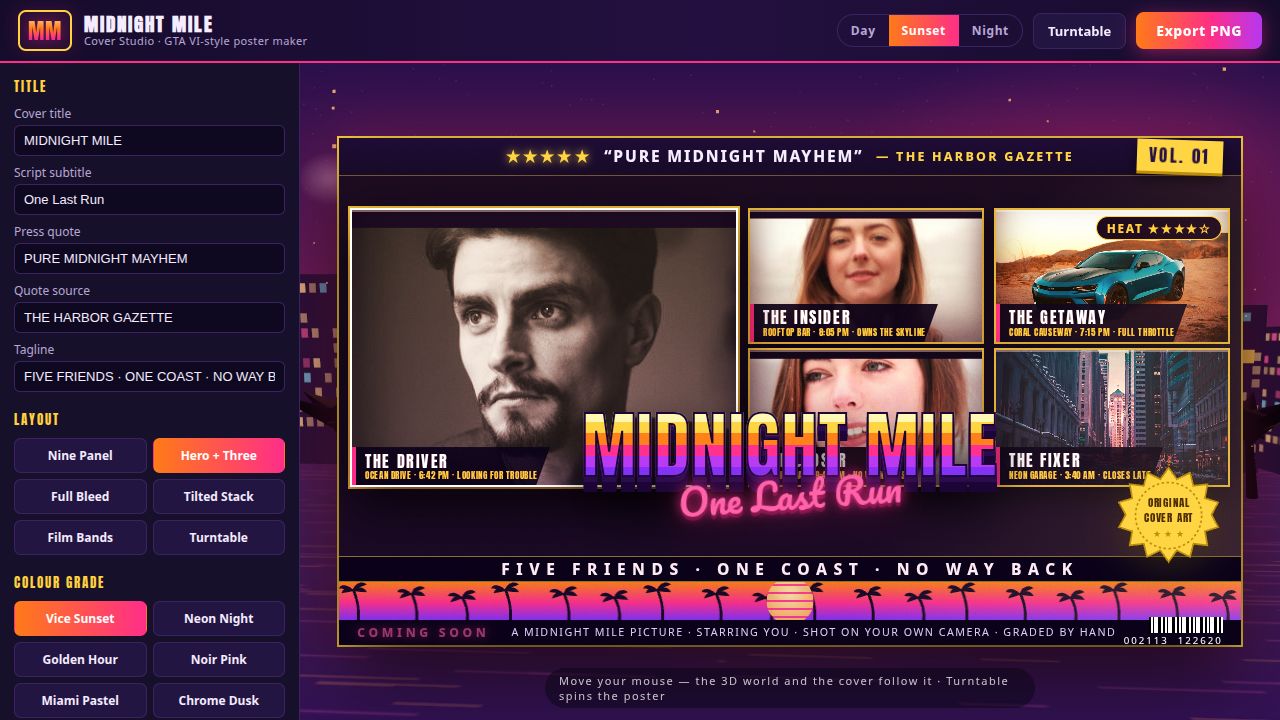 MM
MIDNIGHT MILE
Cover Studio · GTA VI-style poster maker
Day
Sunset
Night
Turntable
Export PNG
TITLE
Cover title
MIDNIGHT MILE
Script subtitle
One Last Run
Press quote
PURE MIDNIGHT MAYHEM
Quote source
THE HARBOR GAZETTE
Tagline
FIVE FRIENDS · ONE COAST · NO WAY B
LAYOUT
Nine Panel
Hero + Three
Full Bleed
Tilted Stack
Film Bands
Turntable
COLOUR GRADE
Vice Sunset
Neon Night
Golden Hour
Noir Pink
Miami Pastel
Chrome Dusk
★★★★★ “PURE MIDNIGHT MAYHEM” — THE HARBOR GAZETTE
VOL. 01
HEAT ★★★★☆
THE INSIDER
ROOFTOP BAR · 6:05 PM · OWNS THE SKYLINE
THE GETAWAY
CORAL CAUSEWAY · 7:15 PM · FULL THROTTLE
THE DRIVER
OCEAN DRIVE · 6:42 PM · LOOKING FOR TROUBLE
THE FIXER
NEON GARAGE · 3:40 AM · CLOSES LATE
MIDNIGHT MILE
One Last Run
ORIGINAL
COVER ART
★ ★ ★
FIVE FRIENDS · ONE COAST · NO WAY BACK
COMING SOON
A MIDNIGHT MILE PICTURE · STARRING YOU · SHOT ON YOUR OWN CAMERA · GRADED BY HAND
002113 122620
Move your mouse — the 3D world and the cover follow it · Turntable
spins the poster